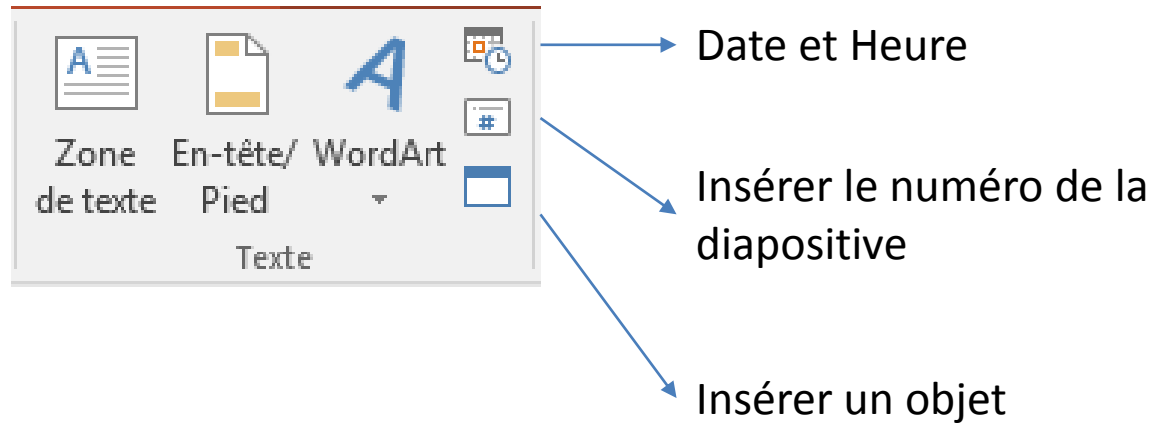 Zone
de texte
En-tête/
Pied
WordArt
Texte
Date et Heure
Insérer le numéro de la
diapositive
Insérer un objet